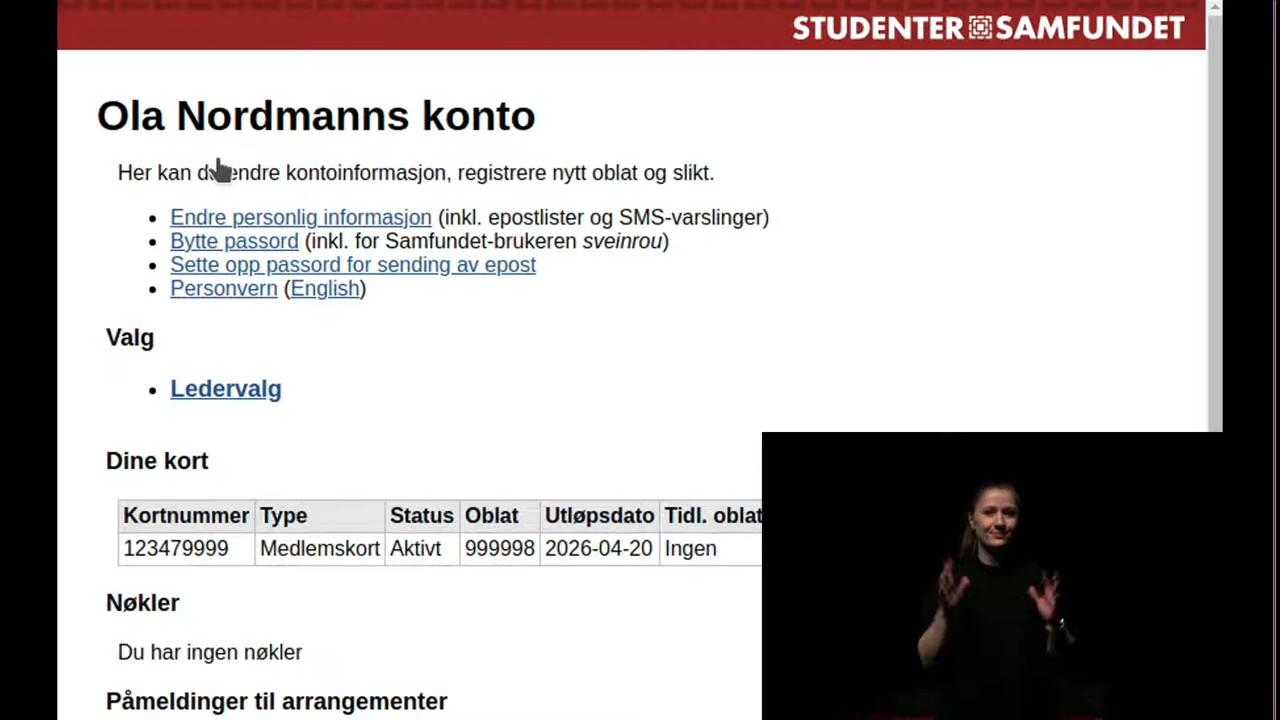 STUDENTER SAMFUNDET
Ola Nordmanns konto
Her kan du endre kontoinformasjon, registrere nytt oblat og slikt.
Endre personlig informasjon (inkl. epostlister og SMS-varslinger)
Bytte passord (inkl. for Samfundet-brukeren sveinrou)
Sette opp passord for sending av epost
Personvern (English)
Valg
Ledervalg
Dine kort
Kortnummer Type Status Oblat Utløpsdato Tidl. oblat
123479999 Medlemskort Aktivt 999998 2026-04-20 Ingen
Nøkler
Du har ingen nøkler
Påmeldinger til arrangementer